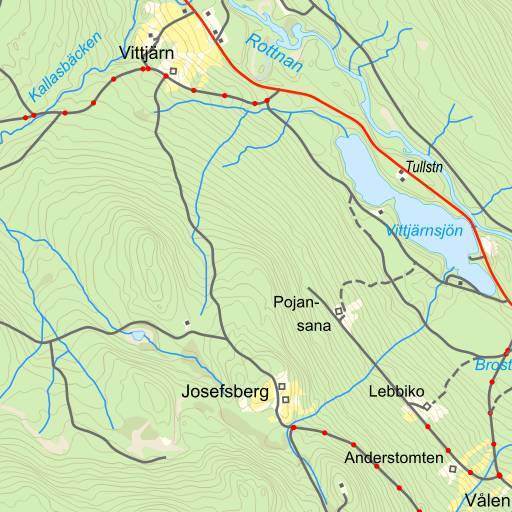 Kallasbäcken
Vittjärn
Rottnan
Tullstn
Vittjärnsjön
Pojan-
sana
Brost
Josefsberg
Lebbiko
Anderstomten
Vålen